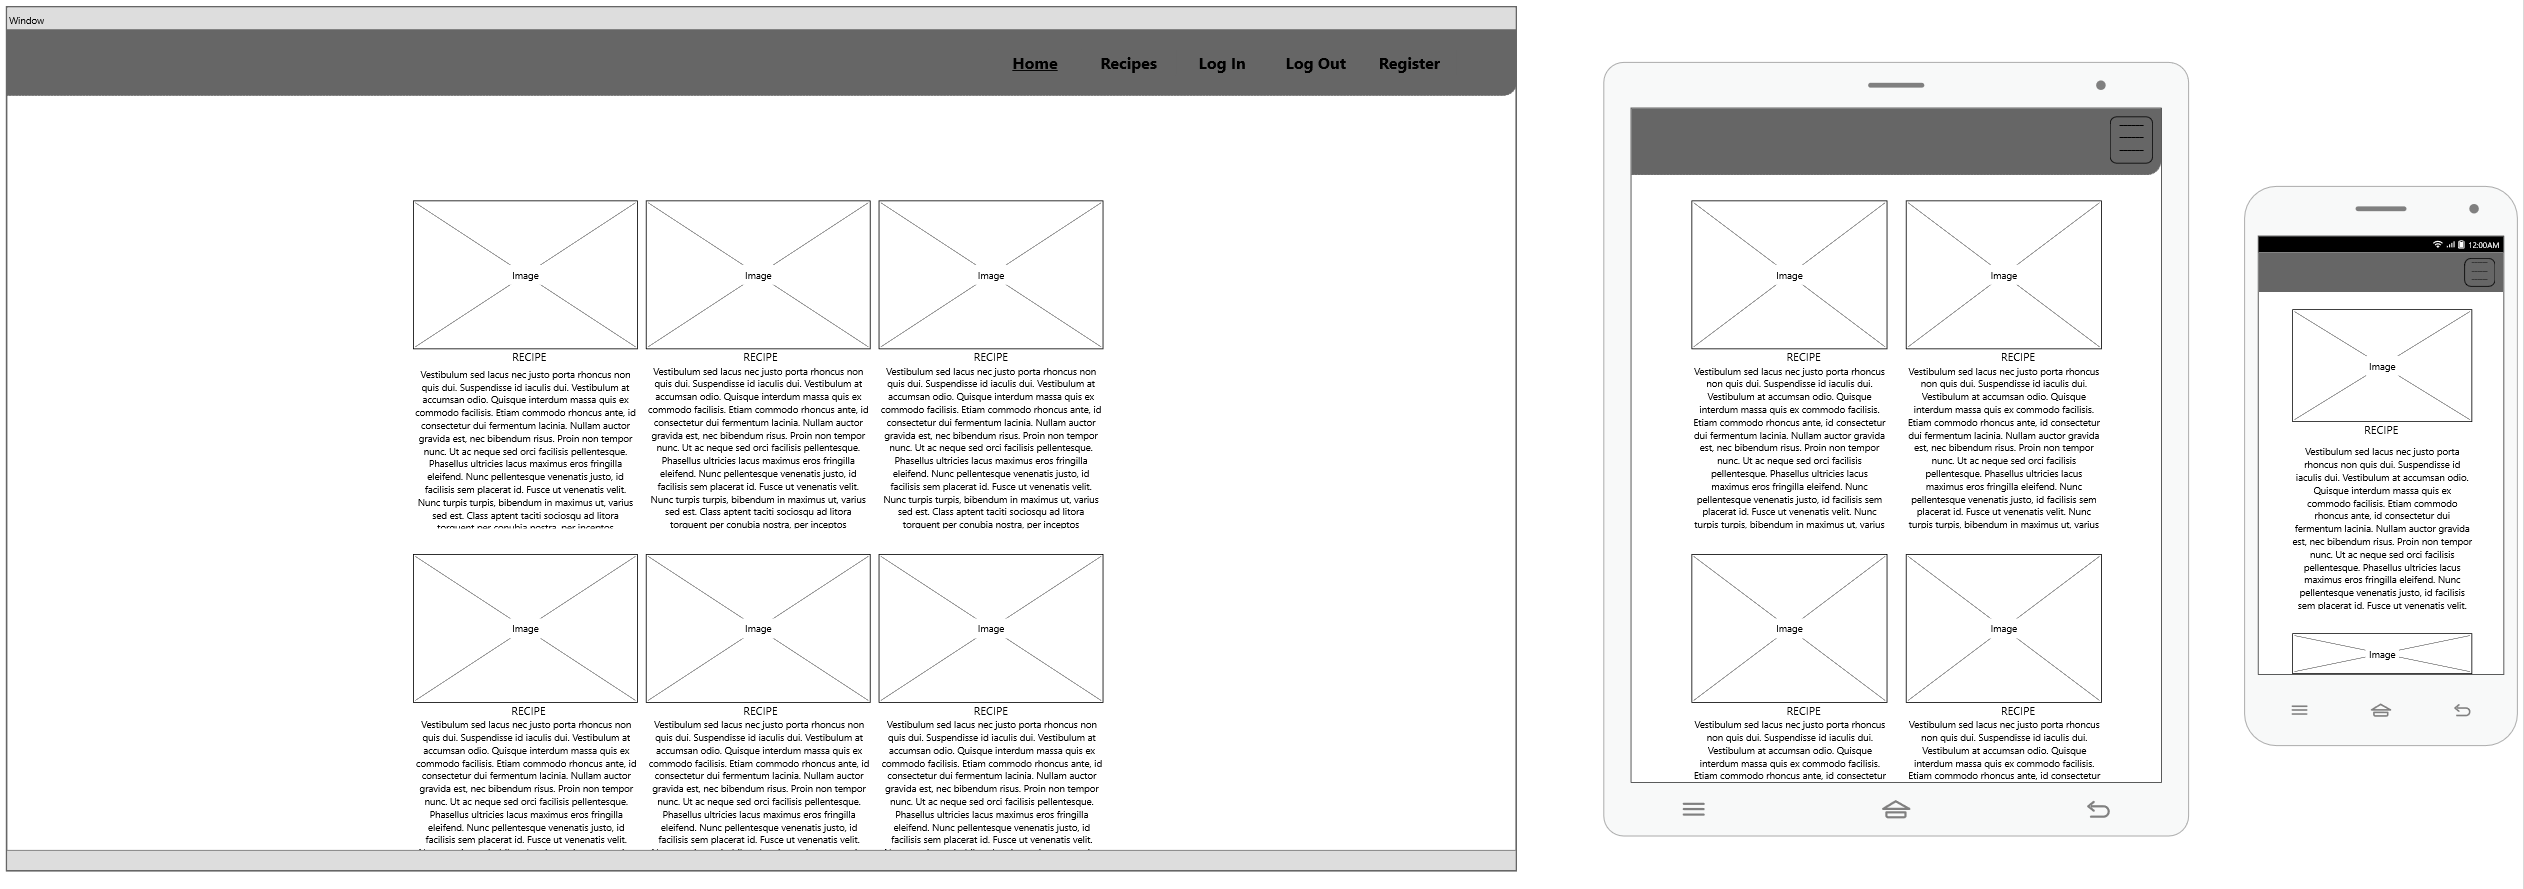 Window
Home Recipes Log In Log Out Register
Image
RECIPE
Vestibulum sed lacus nec justo porta rhoncus non
quis dui. Suspendisse id iaculis dui. Vestibulum at
accumsan odio. Quisque interdum massa quis ex
commodo facilisis. Etiam commodo rhoncus ante, id
consectetur dui fermentum lacinia. Nullam auctor
gravida est, nec bibendum risus. Proin non tempor
nunc. Ut ac neque sed orci facilisis pellentesque.
Phasellus ultricies lacus maximus eros fringilla
eleifend. Nunc pellentesque venenatis justo, id
facilisis sem placerat id. Fusce ut venenatis velit.
Nunc turpis turpis, bibendum in maximus ut, varius
sed est. Class aptent taciti sociosqu ad litora
torquent per conubia nostra, per inceptos
Image
RECIPE
Vestibulum sed lacus nec justo porta rhoncus non
quis dui. Suspendisse id iaculis dui. Vestibulum at
accumsan odio. Quisque interdum massa quis ex
commodo facilisis. Etiam commodo rhoncus ante, id
consectetur dui fermentum lacinia. Nullam auctor
gravida est, nec bibendum risus. Proin non tempor
nunc. Ut ac neque sed orci facilisis pellentesque.
Phasellus ultricies lacus maximus eros fringilla
eleifend. Nunc pellentesque venenatis justo, id
facilisis sem placerat id. Fusce ut venenatis velit.
Nunc turpis turpis, bibendum in maximus ut, varius
sed est. Class aptent taciti sociosqu ad litora
torquent per conubia nostra, per inceptos
Image
RECIPE
Vestibulum sed lacus nec justo porta rhoncus non
quis dui. Suspendisse id iaculis dui. Vestibulum at
accumsan odio. Quisque interdum massa quis ex
commodo facilisis. Etiam commodo rhoncus ante, id
consectetur dui fermentum lacinia. Nullam auctor
gravida est, nec bibendum risus. Proin non tempor
nunc. Ut ac neque sed orci facilisis pellentesque.
Phasellus ultricies lacus maximus eros fringilla
eleifend. Nunc pellentesque venenatis justo, id
facilisis sem placerat id. Fusce ut venenatis velit.
Nunc turpis turpis, bibendum in maximus ut, varius
sed est. Class aptent taciti sociosqu ad litora
torquent per conubia nostra, per inceptos
Image
RECIPE
Vestibulum sed lacus nec justo porta rhoncus non
quis dui. Suspendisse id iaculis dui. Vestibulum at
accumsan odio. Quisque interdum massa quis ex
commodo facilisis. Etiam commodo rhoncus ante, id
consectetur dui fermentum lacinia. Nullam auctor
gravida est, nec bibendum risus. Proin non tempor
nunc. Ut ac neque sed orci facilisis pellentesque.
Phasellus ultricies lacus maximus eros fringilla
eleifend. Nunc pellentesque venenatis justo, id
facilisis sem placerat id. Fusce ut venenatis velit.
Image
RECIPE
Vestibulum sed lacus nec justo porta rhoncus non
quis dui. Suspendisse id iaculis dui. Vestibulum at
accumsan odio. Quisque interdum massa quis ex
commodo facilisis. Etiam commodo rhoncus ante, id
consectetur dui fermentum lacinia. Nullam auctor
gravida est, nec bibendum risus. Proin non tempor
nunc. Ut ac neque sed orci facilisis pellentesque.
Phasellus ultricies lacus maximus eros fringilla
eleifend. Nunc pellentesque venenatis justo, id
facilisis sem placerat id. Fusce ut venenatis velit.
Image
RECIPE
Vestibulum sed lacus nec justo porta rhoncus non
quis dui. Suspendisse id iaculis dui. Vestibulum at
accumsan odio. Quisque interdum massa quis ex
commodo facilisis. Etiam commodo rhoncus ante, id
consectetur dui fermentum lacinia. Nullam auctor
gravida est, nec bibendum risus. Proin non tempor
nunc. Ut ac neque sed orci facilisis pellentesque.
Phasellus ultricies lacus maximus eros fringilla
eleifend. Nunc pellentesque venenatis justo, id
facilisis sem placerat id. Fusce ut venenatis velit.
Image
RECIPE
Vestibulum sed lacus nec justo porta rhoncus
non quis dui. Suspendisse id iaculis dui.
Vestibulum at accumsan odio. Quisque
interdum massa quis ex commodo facilisis.
Etiam commodo rhoncus ante, id consectetur
dui fermentum lacinia. Nullam auctor gravida
est, nec bibendum risus. Proin non tempor
nunc. Ut ac neque sed orci facilisis
pellentesque. Phasellus ultricies lacus
maximus eros fringilla eleifend. Nunc
pellentesque venenatis justo, id facilisis sem
placerat id. Fusce ut venenatis velit. Nunc
turpis turpis, bibendum in maximus ut, varius
Image
RECIPE
Vestibulum sed lacus nec justo porta rhoncus
non quis dui. Suspendisse id iaculis dui.
Vestibulum at accumsan odio. Quisque
interdum massa quis ex commodo facilisis.
Etiam commodo rhoncus ante, id consectetur
dui fermentum lacinia. Nullam auctor gravida
est, nec bibendum risus. Proin non tempor
nunc. Ut ac neque sed orci facilisis
pellentesque. Phasellus ultricies lacus
maximus eros fringilla eleifend. Nunc
pellentesque venenatis justo, id facilisis sem
placerat id. Fusce ut venenatis velit. Nunc
turpis turpis, bibendum in maximus ut, varius
Image
RECIPE
Vestibulum sed lacus nec justo porta rhoncus
non quis dui. Suspendisse id iaculis dui.
Vestibulum at accumsan odio. Quisque
interdum massa quis ex commodo facilisis.
Etiam commodo rhoncus ante, id consectetur
Image
RECIPE
Vestibulum sed lacus nec justo porta rhoncus
non quis dui. Suspendisse id iaculis dui.
Vestibulum at accumsan odio. Quisque
interdum massa quis ex commodo facilisis.
Etiam commodo rhoncus ante, id consectetur
12:00AM
Image
RECIPE
Vestibulum sed lacus nec justo porta
rhoncus non quis dui. Suspendisse id
iaculis dui. Vestibulum at accumsan odio.
Quisque interdum massa quis ex
commodo facilisis. Etiam commodo
rhoncus ante, id consectetur dui
fermentum lacinia. Nullam auctor gravida
est, nec bibendum risus. Proin non tempor
nunc. Ut ac neque sed orci facilisis
pellentesque. Phasellus ultricies lacus
maximus eros fringilla eleifend. Nunc
pellentesque venenatis justo, id facilisis
sem placerat id. Fusce ut venenatis velit.
Image